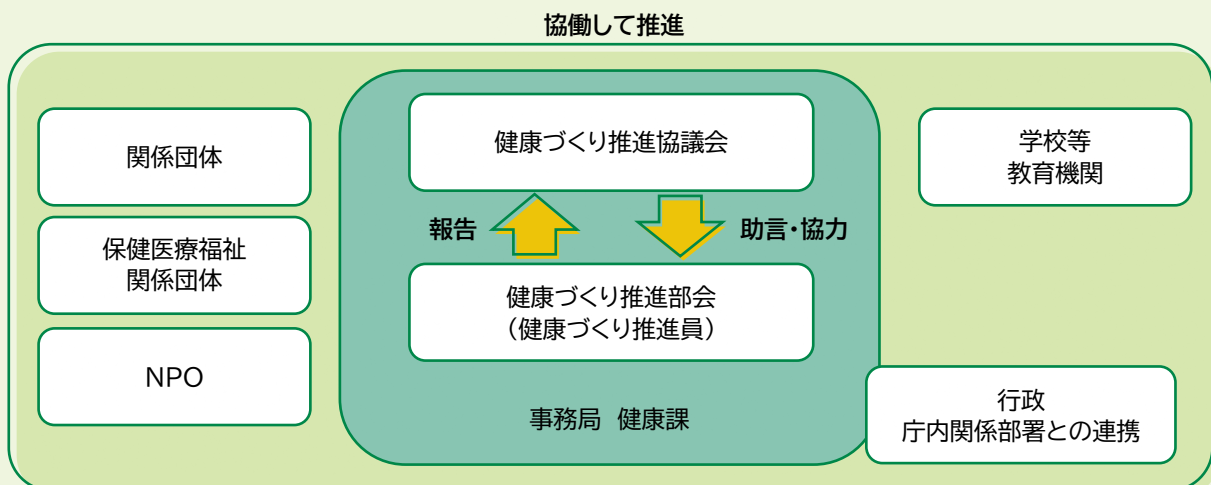 協働して推進
関係団体
保健医療福祉
関係団体
NPO
健康づくり推進協議会
報告
助言・協力
健康づくり推進部会
（健康づくり推進員）
事務局 健康課
学校等
教育機関
行政
庁内関係部署との連携